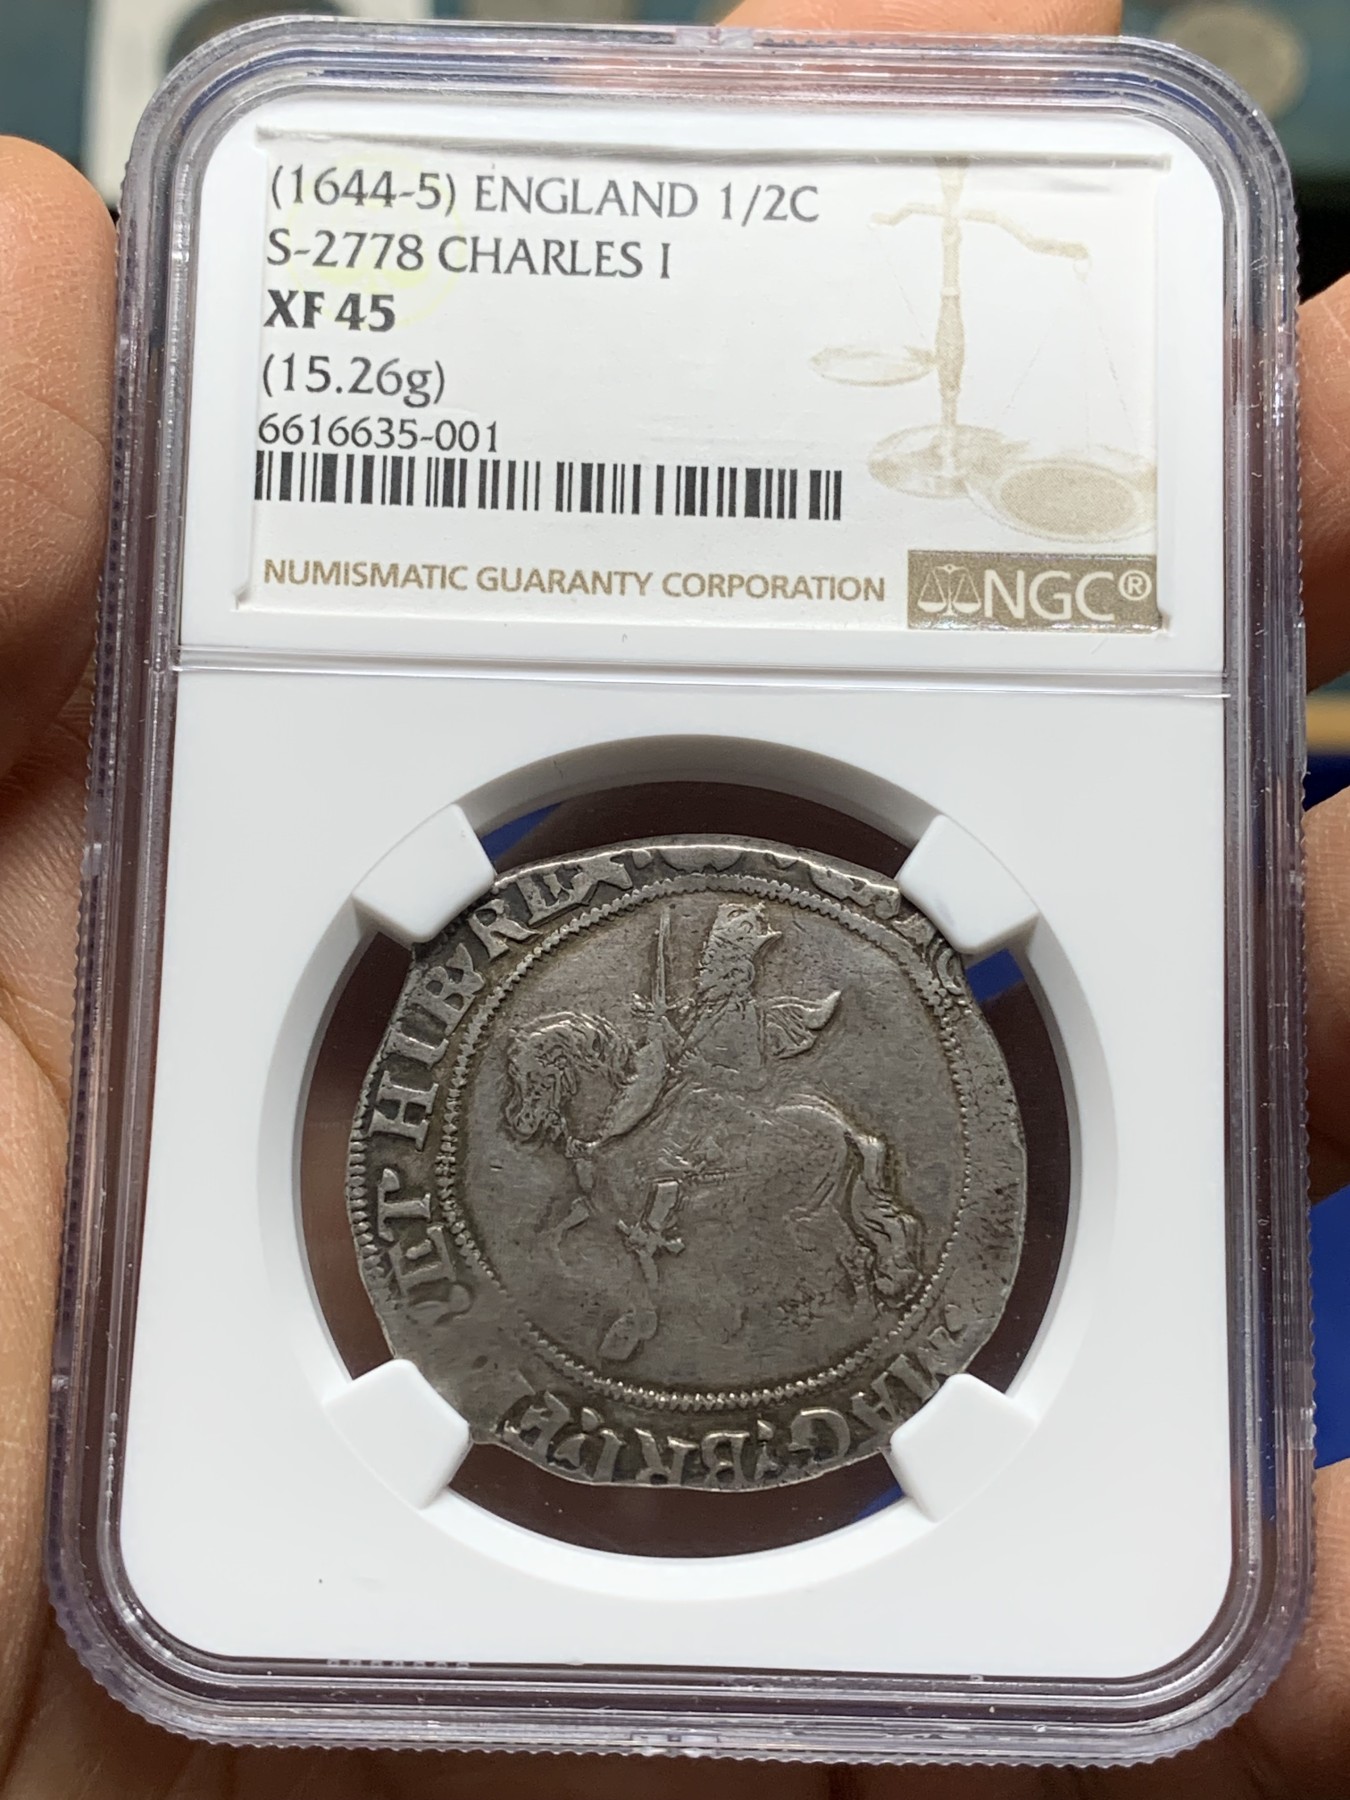 (1644-5) ENGLAND 1/2C
S-2778 CHARLES I
XF 45
(15.26g)
6616635-001
NUMISMATIC GUARANTY CORPORATION
NGC®
MAG:BRI:
ET HIB:REX